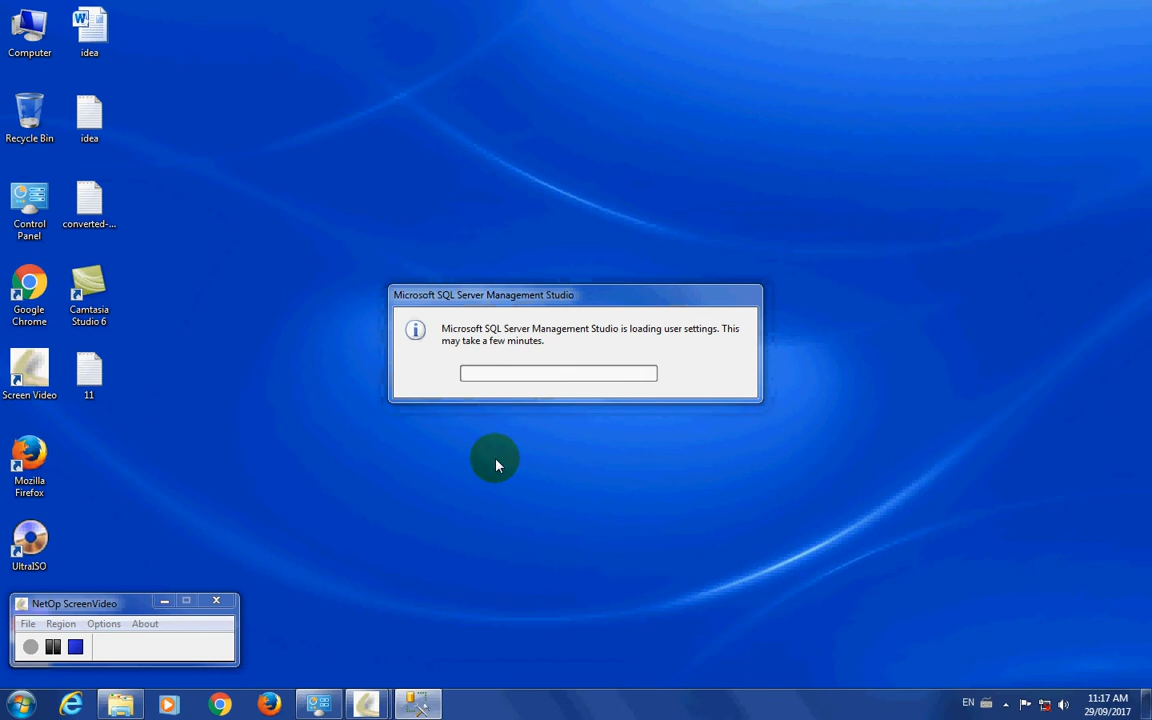 Computer
idea
Recycle Bin
idea
Control
Panel
converted-...
Google
Chrome
Camtasia
Studio 6
Screen Video
11
Mozilla
Firefox
UltraISO
Microsoft SQL Server Management Studio
Microsoft SQL Server Management Studio is loading user settings. This
may take a few minutes.
NetOp ScreenVideo
File Region Options About
EN
11:17 AM
29/09/2017